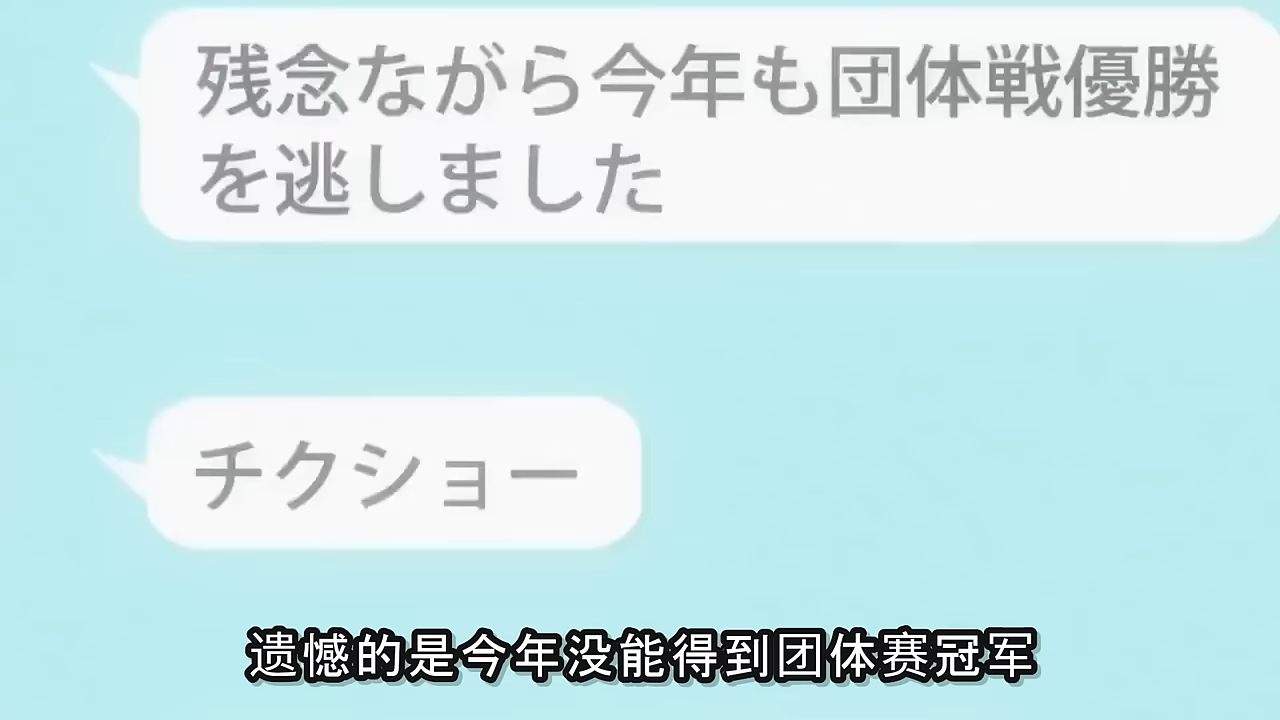 残念ながら今年も団体戦優勝
を逃しました
チクショー
遗憾的是今年没能得到团体赛冠军